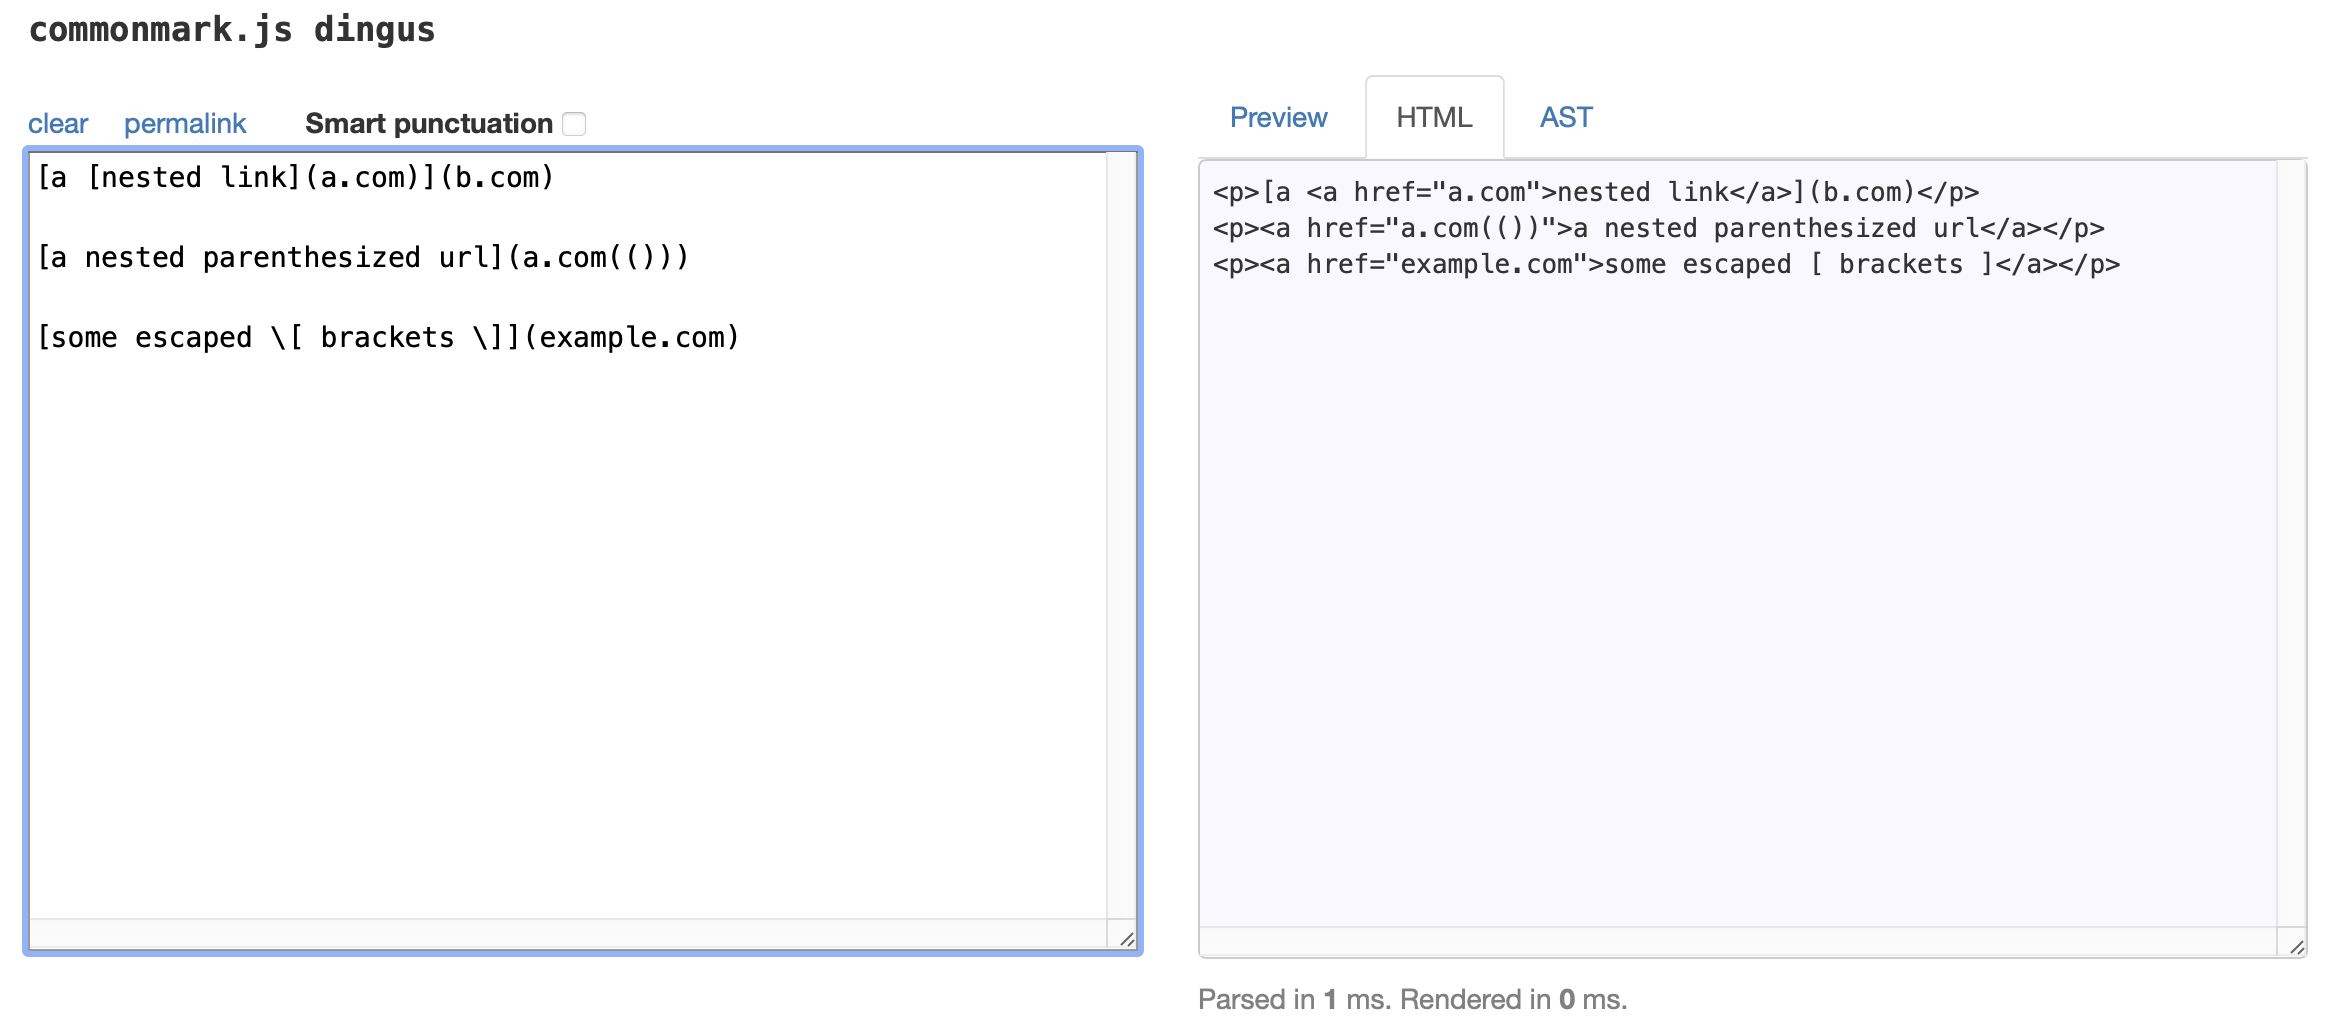 commonmark.js dingus
clear permalink Smart punctuation
[a [nested link](a.com)](b.com)
[a nested parenthesized url](a.com(()))
[some escaped \[ brackets \]](example.com)
Preview HTML AST
<p>[a <a href="a.com">nested link</a>](b.com)</p>
<p><a href="a.com(())">a nested parenthesized url</a></p>
<p><a href="example.com">some escaped [ brackets ]</a></p>
Parsed in 1 ms. Rendered in 0 ms.